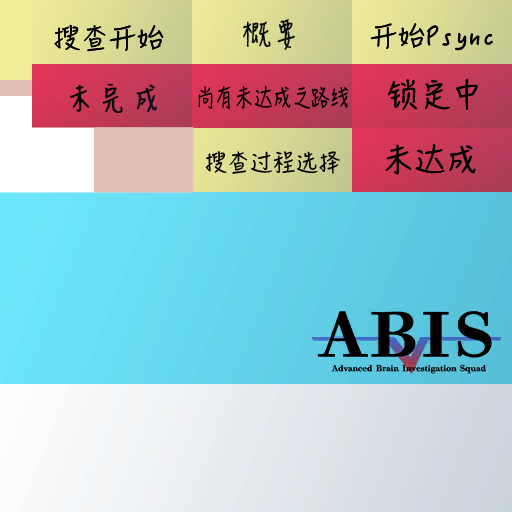 搜查开始 概要 开始Psync
未完成 尚有未达成之路线 锁定中
搜查过程选择 未达成
ABIS
Advanced Brain Investigation Squad